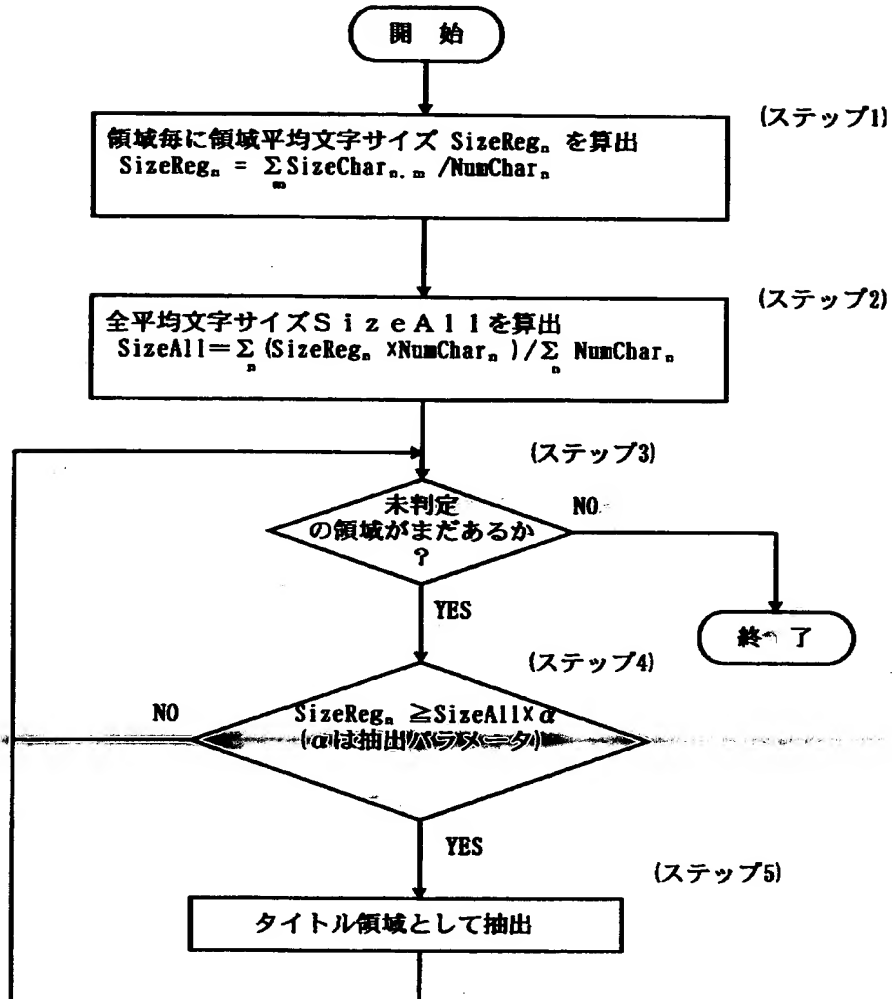 開 始
(ステップ1)
領域毎に領域平均文字サイズ SizeRegₙ を算出
SizeRegₙ = Σₘ SizeCharₙ,ₘ /NumCharₙ
(ステップ2)
全平均文字サイズSizeAllを算出
SizeAll=Σₙ (SizeRegₙ ×NumCharₙ )/Σₙ NumCharₙ
(ステップ3)
未判定
の領域がまだあるか
?
NO
YES
終 了
(ステップ4)
NO
SizeRegₙ ≧SizeAll×α
(αは抽出パラメータ)
YES
(ステップ5)
タイトル領域として抽出